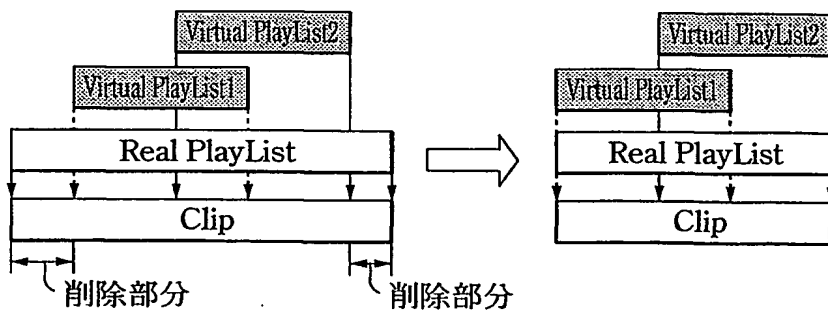 Virtual PlayList2
Virtual PlayList1
Real PlayList
Clip
削除部分
削除部分
Virtual PlayList2
Virtual PlayList1
Real PlayList
Clip